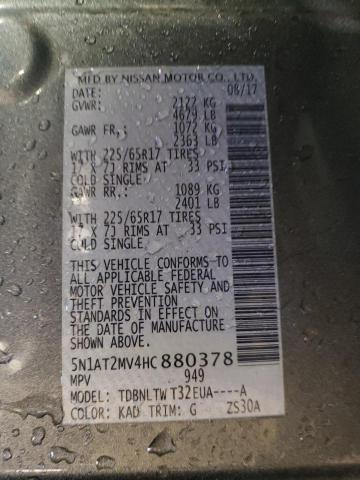 MFD BY NISSAN MOTOR CO., LTD.
DATE: 08/17
GVWR: 2122 KG
4679 LB
GAWR FR,: 1072 KG
2363 LB
WITH 225/65R17 TIRES
17 X 7J RIMS AT 33 PSI
COLD SINGLE
GAWR RR.: 1089 KG
2401 LB
WITH 225/65R17 TIRES
17 X 7J RIMS AT 33 PSI
COLD SINGLE
THIS VEHICLE CONFORMS TO
ALL APPLICABLE FEDERAL
MOTOR VEHICLE SAFETY AND
THEFT PREVENTION
STANDARDS IN EFFECT ON
THE DATE OF MANUFACTURE
SHOWN ABOVE.
5N1AT2MV4HC880378
MPV 949
MODEL: TDBNLTW T32EUA----A
COLOR: KAD TRIM: G ZS30A